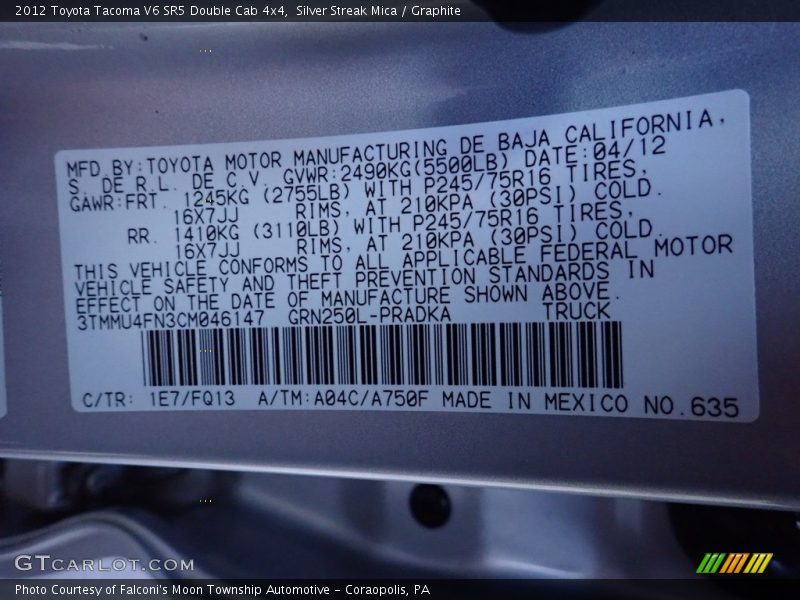 2012 Toyota Tacoma V6 SR5 Double Cab 4x4, Silver Streak Mica / Graphite
MFD.BY:TOYOTA MOTOR MANUFACTURING DE BAJA CALIFORNIA,
S. DE R.L. DE C.V. GVWR:2490KG(5500LB) DATE:04/12
GAWR:FRT. 1245KG (2755LB) WITH P245/75R16 TIRES,
16X7JJ RIMS, AT 210KPA (30PSI) COLD.
RR. 1410KG (3110LB) WITH P245/75R16 TIRES,
16X7JJ RIMS, AT 210KPA (30PSI) COLD.
THIS VEHICLE CONFORMS TO ALL APPLICABLE FEDERAL MOTOR
VEHICLE SAFETY AND THEFT PREVENTION STANDARDS IN
EFFECT ON THE DATE OF MANUFACTURE SHOWN ABOVE.
3TMMU4FN3CM046147 GRN250L-PRADKA TRUCK
C/TR: 1E7/FQ13 A/TM:A04C/A750F MADE IN MEXICO NO.635
GTCARLOT.COM
Photo Courtesy of Falconi's Moon Township Automotive - Coraopolis, PA